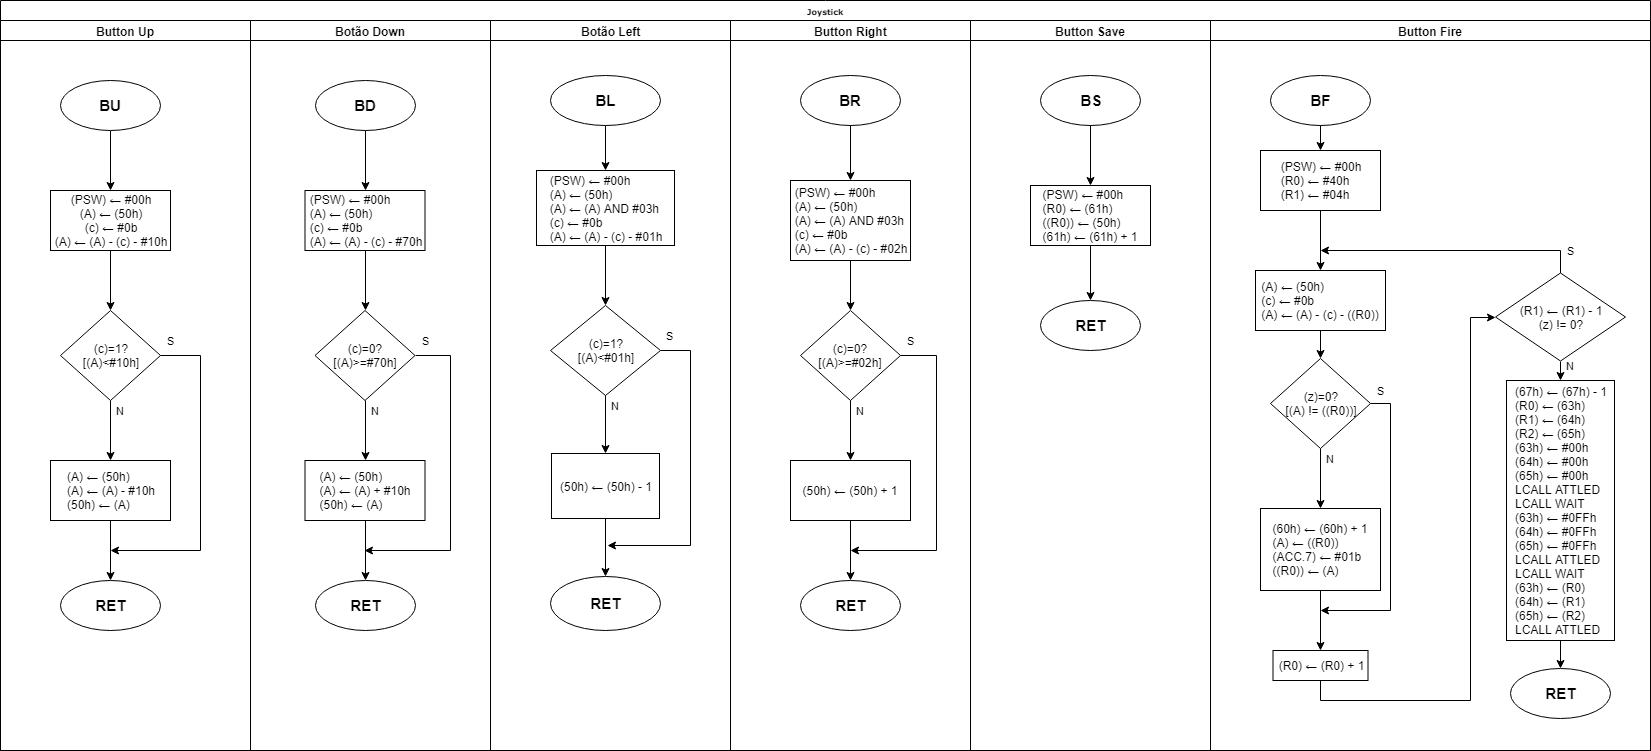 Joystick
Button Up
Botão Down
Botão Left
Button Right
Button Save
Button Fire
BU
(PSW) ← #00h
(A) ← (50h)
(c) ← #0b
(A) ← (A) - (c) - #10h
(c)=1?
[(A)<#10h]
S
N
(A) ← (50h)
(A) ← (A) - #10h
(50h) ← (A)
RET
BD
(PSW) ← #00h
(A) ← (50h)
(c) ← #0b
(A) ← (A) - (c) - #70h
(c)=0?
[(A)>=#70h]
S
N
(A) ← (50h)
(A) ← (A) + #10h
(50h) ← (A)
RET
BL
(PSW) ← #00h
(A) ← (50h)
(A) ← (A) AND #03h
(c) ← #0b
(A) ← (A) - (c) - #01h
(c)=1?
[(A)<#01h]
S
N
(50h) ← (50h) - 1
RET
BR
(PSW) ← #00h
(A) ← (50h)
(A) ← (A) AND #03h
(c) ← #0b
(A) ← (A) - (c) - #02h
(c)=0?
[(A)>=#02h]
S
N
(50h) ← (50h) + 1
RET
BS
(PSW) ← #00h
(R0) ← (61h)
((R0)) ← (50h)
(61h) ← (61h) + 1
RET
BF
(PSW) ← #00h
(R0) ← #40h
(R1) ← #04h
(A) ← (50h)
(c) ← #0b
(A) ← (A) - (c) - ((R0))
(z)=0?
[(A) != ((R0))]
S
N
(60h) ← (60h) + 1
(A) ← ((R0))
(ACC.7) ← #01b
((R0)) ← (A)
(R0) ← (R0) + 1
S
(R1) ← (R1) - 1
(z) != 0?
N
(67h) ← (67h) - 1
(R0) ← (63h)
(R1) ← (64h)
(R2) ← (65h)
(63h) ← #00h
(64h) ← #00h
(65h) ← #00h
LCALL ATTLED
LCALL WAIT
(63h) ← #0FFh
(64h) ← #0FFh
(65h) ← #0FFh
LCALL ATTLED
LCALL WAIT
(63h) ← (R0)
(64h) ← (R1)
(65h) ← (R2)
LCALL ATTLED
RET